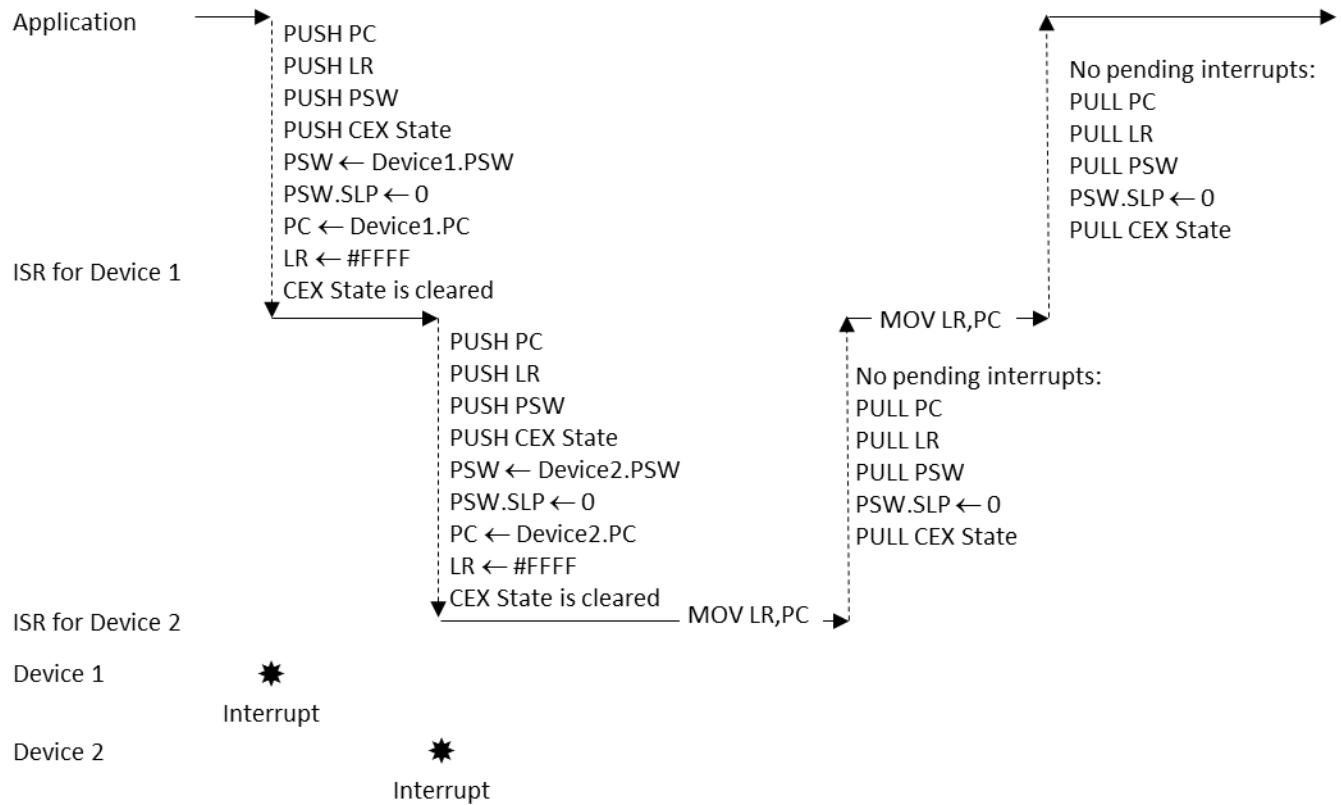 Application
PUSH PC
PUSH LR
PUSH PSW
PUSH CEX State
PSW ← Device1.PSW
PSW.SLP ← 0
PC ← Device1.PC
LR ← #FFFF
CEX State is cleared
No pending interrupts:
PULL PC
PULL LR
PULL PSW
PSW.SLP ← 0
PULL CEX State
ISR for Device 1
PUSH PC
PUSH LR
PUSH PSW
PUSH CEX State
PSW ← Device2.PSW
PSW.SLP ← 0
PC ← Device2.PC
LR ← #FFFF
CEX State is cleared
MOV LR,PC
No pending interrupts:
PULL PC
PULL LR
PULL PSW
PSW.SLP ← 0
PULL CEX State
ISR for Device 2
MOV LR,PC
Device 1
Interrupt
Device 2
Interrupt